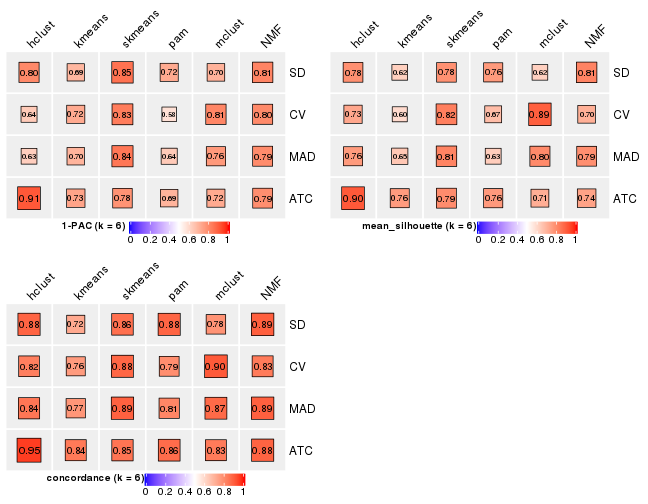 hclust kmeans skmeans pam mclust NMF
0.80 0.69 0.85 0.72 0.70 0.81 SD
0.64 0.72 0.83 0.58 0.81 0.80 CV
0.63 0.70 0.84 0.64 0.76 0.79 MAD
0.91 0.73 0.78 0.69 0.72 0.79 ATC
1-PAC (k = 6)
0 0.2 0.4 0.6 0.8 1
hclust kmeans skmeans pam mclust NMF
0.78 0.62 0.78 0.76 0.62 0.81 SD
0.73 0.60 0.82 0.67 0.89 0.70 CV
0.76 0.65 0.81 0.63 0.80 0.79 MAD
0.90 0.76 0.79 0.76 0.71 0.74 ATC
mean_silhouette (k = 6)
0 0.2 0.4 0.6 0.8 1
hclust kmeans skmeans pam mclust NMF
0.88 0.72 0.86 0.88 0.78 0.89 SD
0.82 0.76 0.88 0.79 0.90 0.83 CV
0.84 0.77 0.89 0.81 0.87 0.89 MAD
0.95 0.84 0.85 0.86 0.83 0.88 ATC
concordance (k = 6)
0 0.2 0.4 0.6 0.8 1